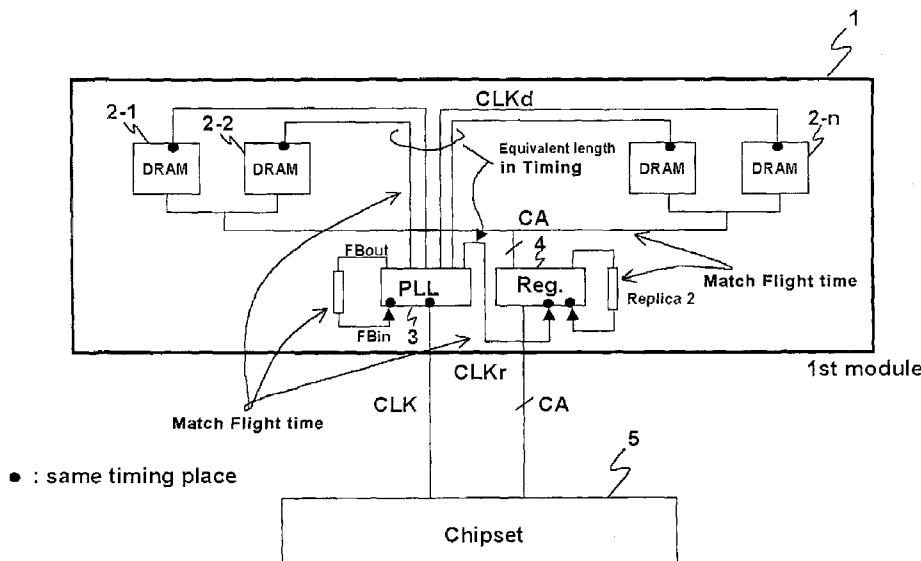 1
CLKd
2-1
2-2
2-n
DRAM
DRAM
Equivalent length
in Timing
DRAM
DRAM
CA
4
FBout
PLL
Reg.
Match Flight time
Replica 2
FBin
3
CLKr
1st module
Match Flight time
CLK
CA
5
● : same timing place
Chipset